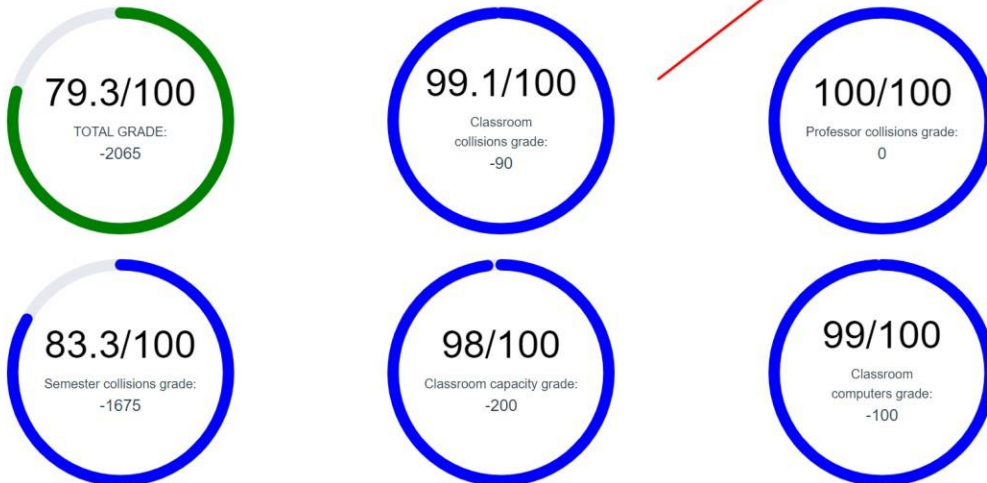 79.3/100
TOTAL GRADE:
-2065
99.1/100
Classroom
collisions grade:
-90
100/100
Professor collisions grade:
0
83.3/100
Semester collisions grade:
-1675
98/100
Classroom capacity grade:
-200
99/100
Classroom
computers grade:
-100